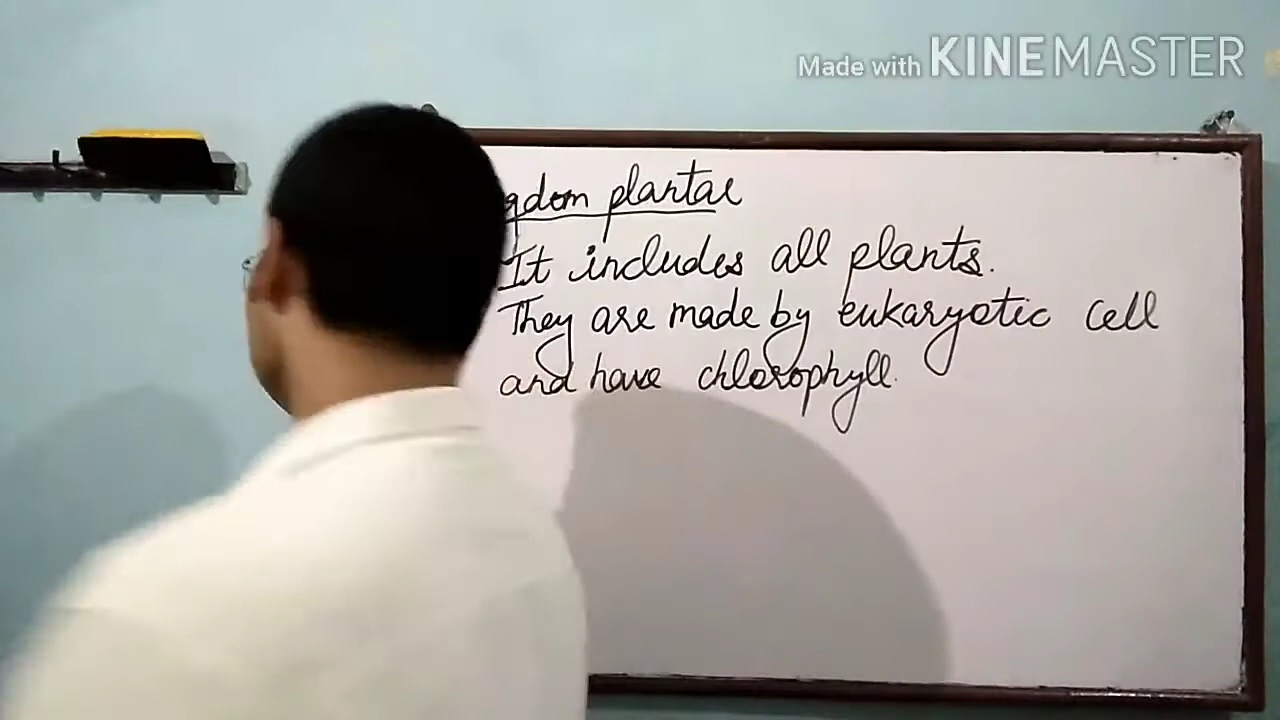 Made with KINEMASTER
gdom plantae
It includes all plants.
They are made by eukaryotic cell
and have chlorophyll.